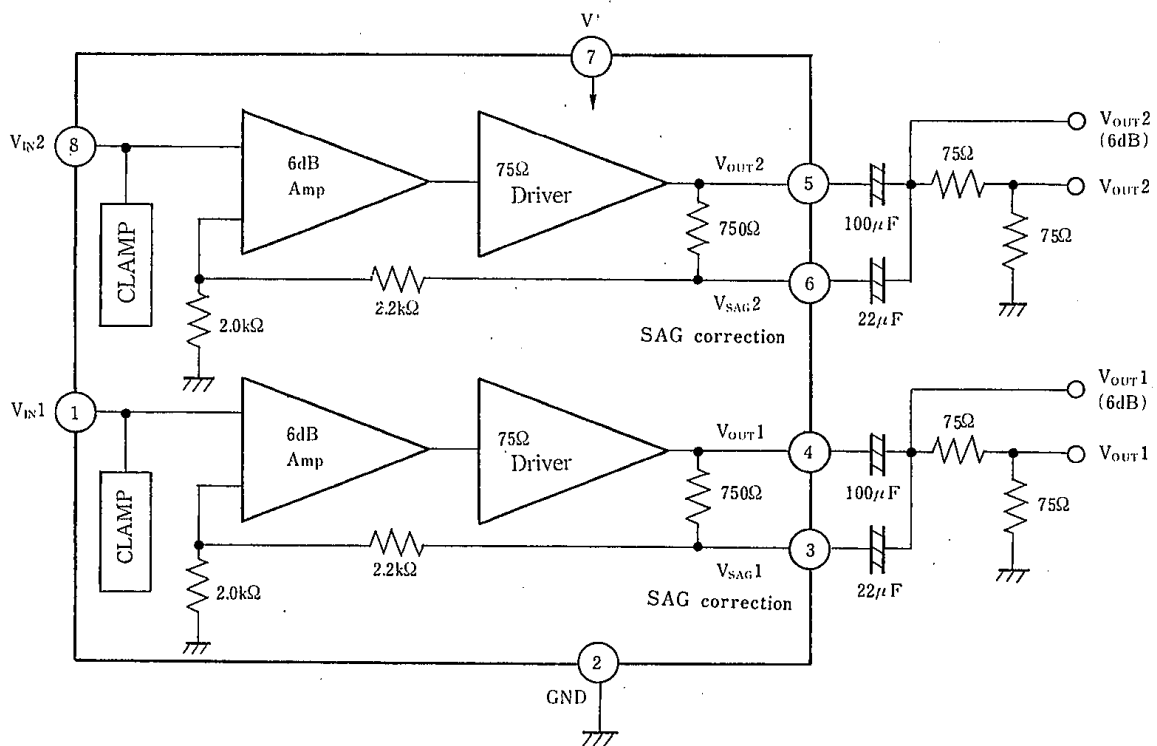 V+
7
VIN2
8
6dB
Amp
75Ω
Driver
VOUT2
5
VOUT2
(6dB)
75Ω
VOUT2
100μF
750Ω
75Ω
CLAMP
2.2kΩ
6
2.0kΩ
VSAG2
22μF
SAG correction
VIN1
1
6dB
Amp
75Ω
Driver
VOUT1
4
VOUT1
(6dB)
75Ω
VOUT1
100μF
750Ω
75Ω
CLAMP
2.2kΩ
3
2.0kΩ
VSAG1
22μF
SAG correction
2
GND